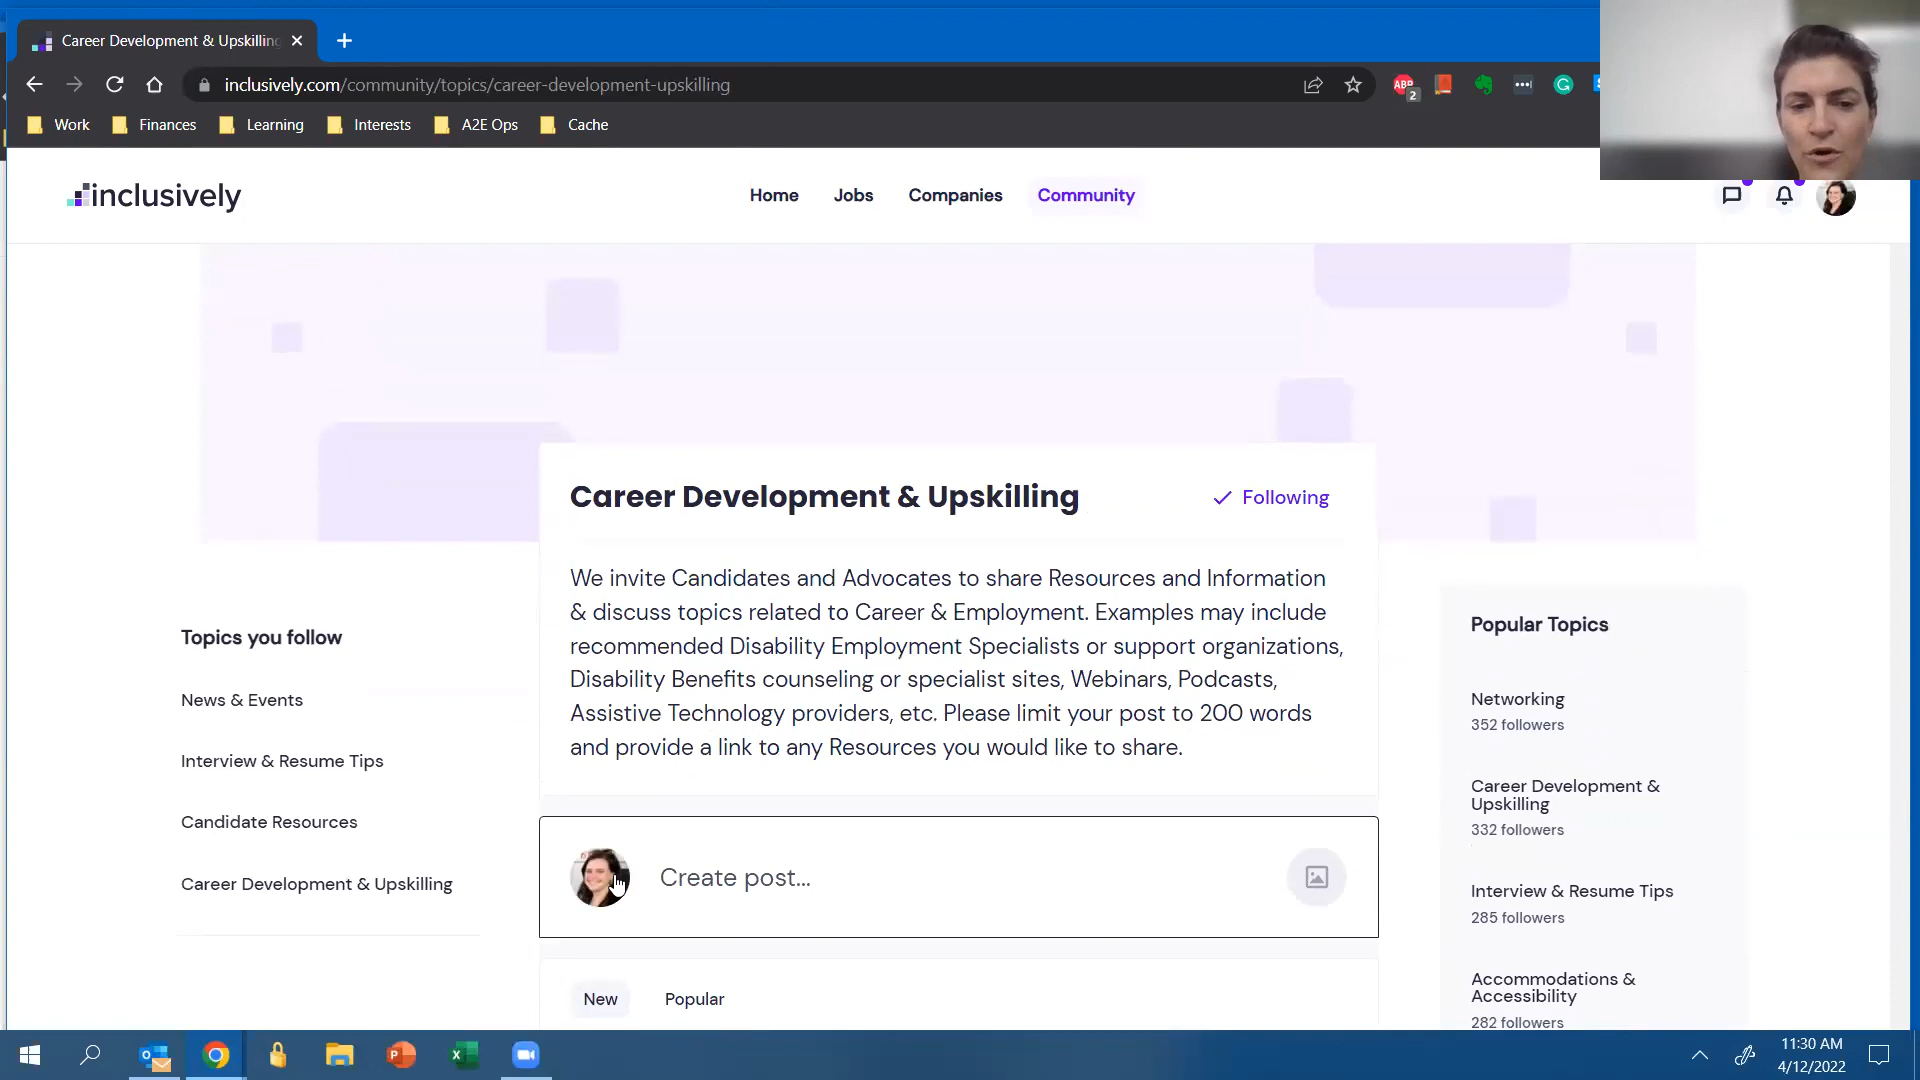 Career Development & Upskilling
inclusively.com/community/topics/career-development-upskilling
ABP
2
G
Work
Finances
Learning
Interests
A2E Ops
Cache
inclusively
Home
Jobs
Companies
Community
Career Development & Upskilling
Following
We invite Candidates and Advocates to share Resources and Information
& discuss topics related to Career & Employment. Examples may include
recommended Disability Employment Specialists or support organizations,
Disability Benefits counseling or specialist sites, Webinars, Podcasts,
Assistive Technology providers, etc. Please limit your post to 200 words
and provide a link to any Resources you would like to share.
Topics you follow
News & Events
Interview & Resume Tips
Candidate Resources
Career Development & Upskilling
Create post...
New
Popular
Popular Topics
Networking
352 followers
Career Development &
Upskilling
332 followers
Interview & Resume Tips
285 followers
Accommodations &
Accessibility
282 followers
11:30 AM
4/12/2022